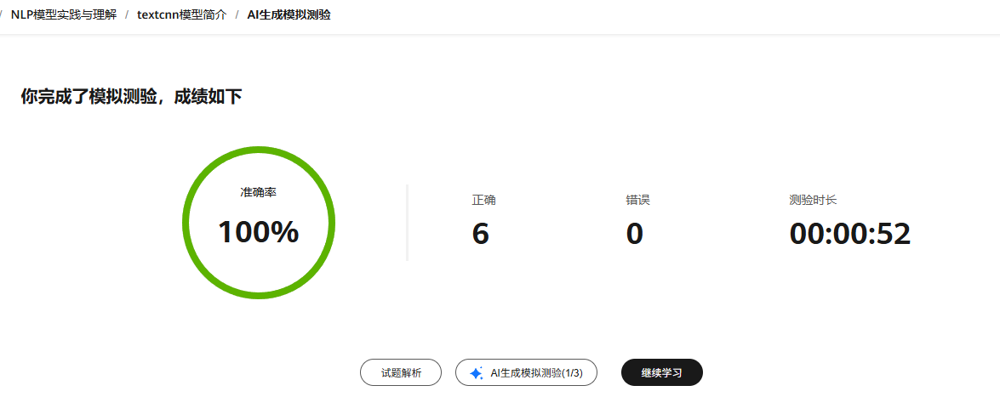 / NLP模型实践与理解 / textcnn模型简介 / AI生成模拟测验
你完成了模拟测验，成绩如下
准确率
100%
正确
6
错误
0
测验时长
00:00:52
试题解析
AI生成模拟测验(1/3)
继续学习